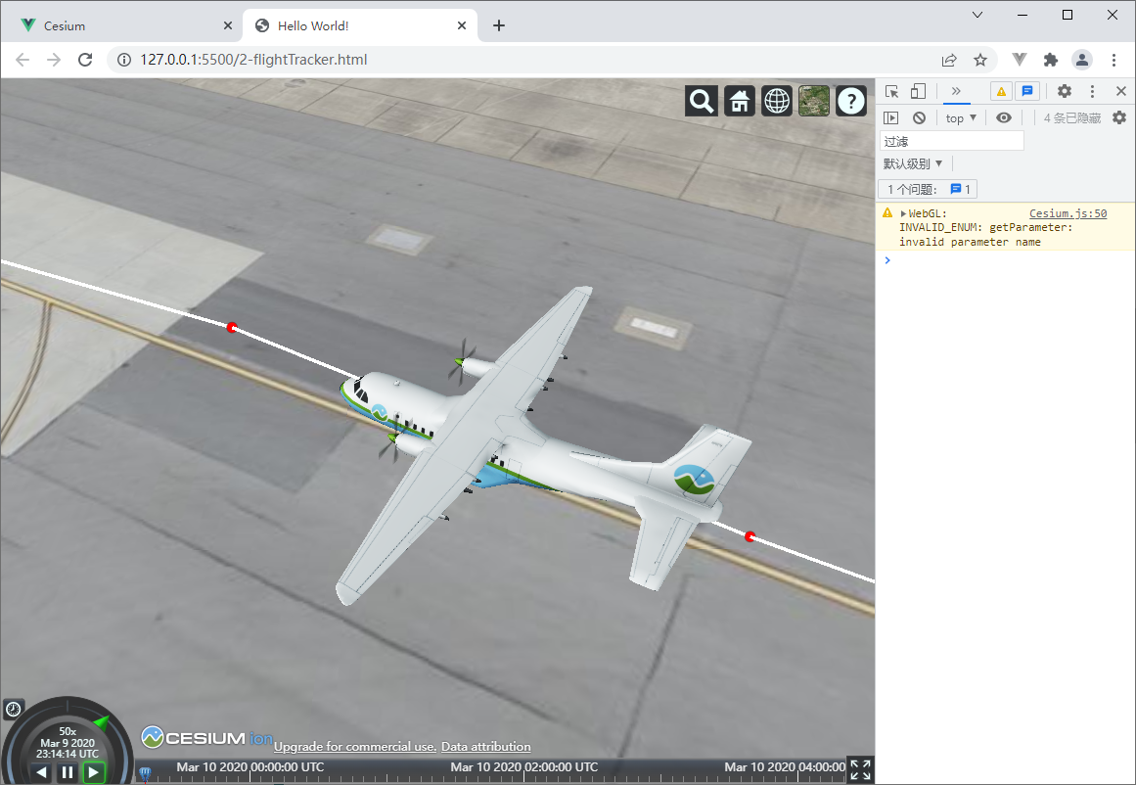 Cesium
Hello World!
127.0.0.1:5500/2-flightTracker.html
top
4 条已隐藏
过滤
默认级别
1 个问题: 1
WebGL: Cesium.js:50
INVALID_ENUM: getParameter:
invalid parameter name
50x
Mar 9 2020
23:14:14 UTC
CESIUM ion
Upgrade for commercial use. Data attribution
Mar 10 2020 00:00:00 UTC
Mar 10 2020 02:00:00 UTC
Mar 10 2020 04:00:00